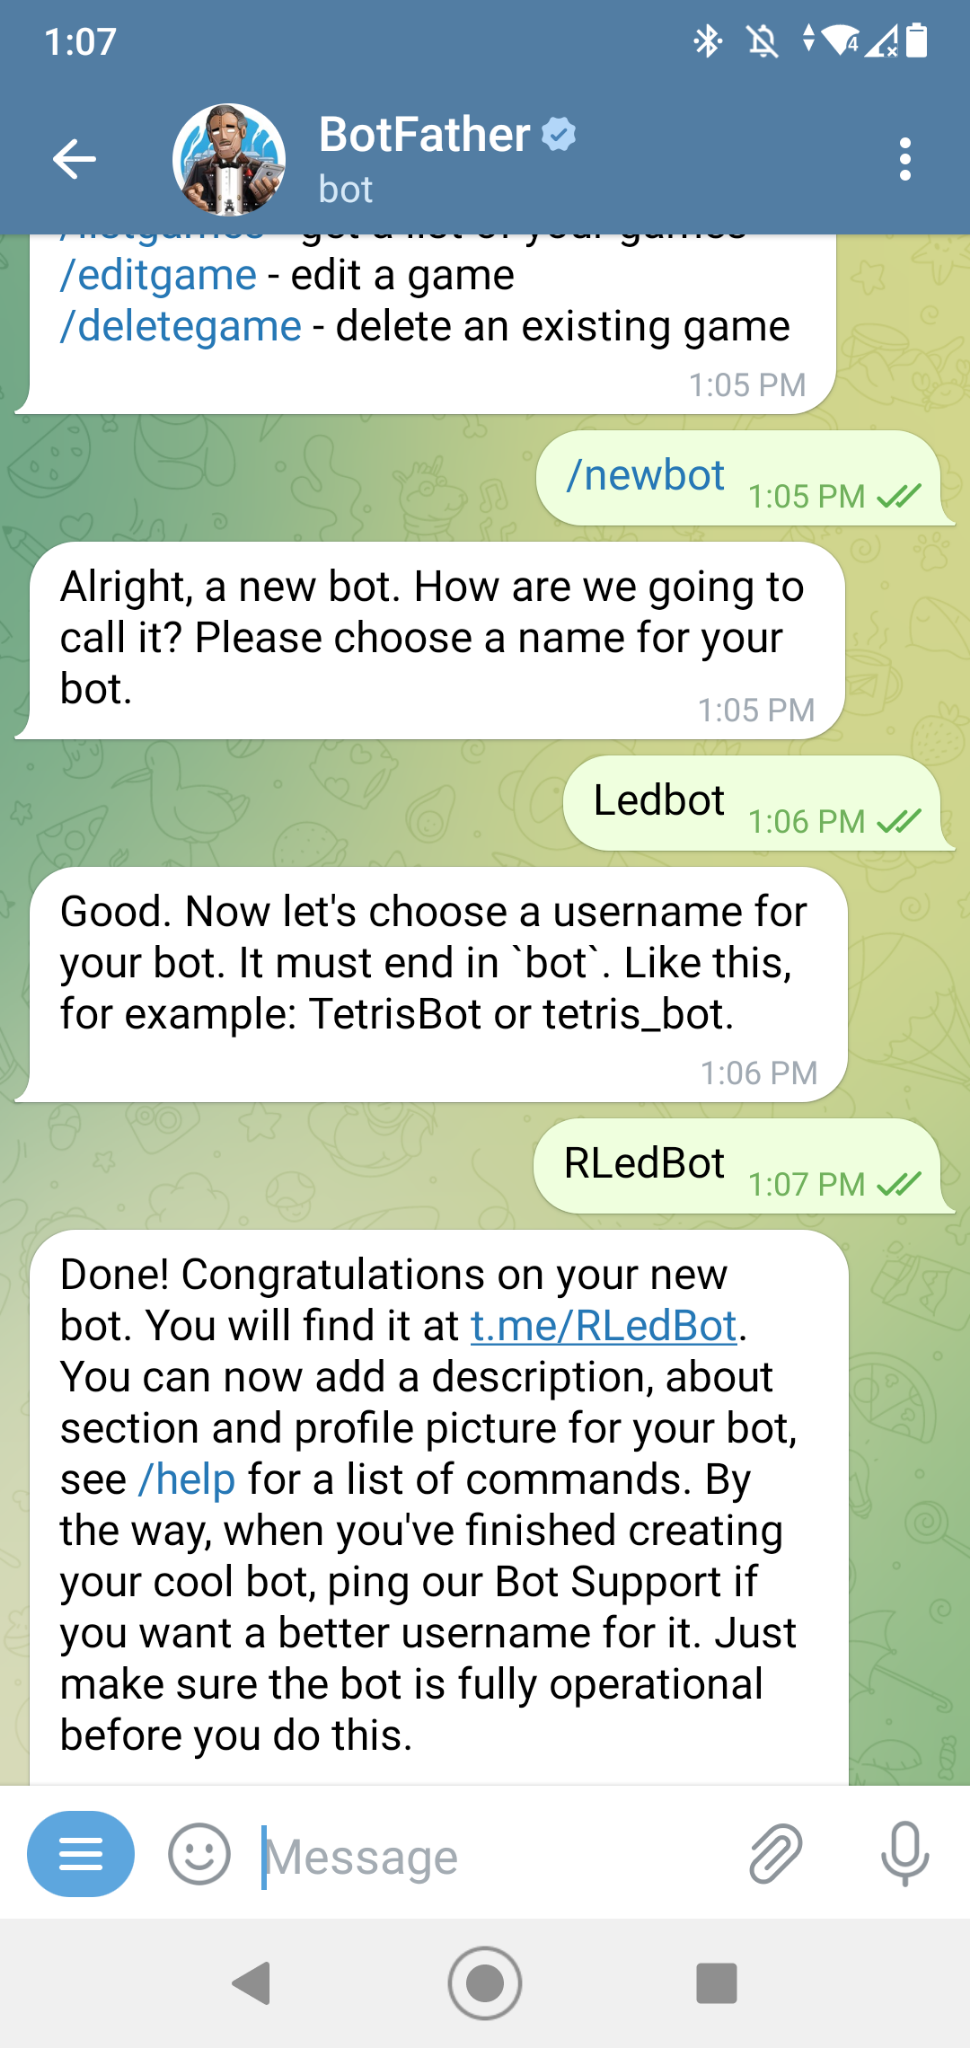 1:07
4
BotFather
bot
/listgames - get a list of your games
/editgame - edit a game
/deletegame - delete an existing game
1:05 PM
/newbot 1:05 PM
Alright, a new bot. How are we going to
call it? Please choose a name for your
bot.
1:05 PM
Ledbot 1:06 PM
Good. Now let's choose a username for
your bot. It must end in `bot`. Like this,
for example: TetrisBot or tetris_bot.
1:06 PM
RLedBot 1:07 PM
Done! Congratulations on your new
bot. You will find it at t.me/RLedBot.
You can now add a description, about
section and profile picture for your bot,
see /help for a list of commands. By
the way, when you've finished creating
your cool bot, ping our Bot Support if
you want a better username for it. Just
make sure the bot is fully operational
before you do this.
Message